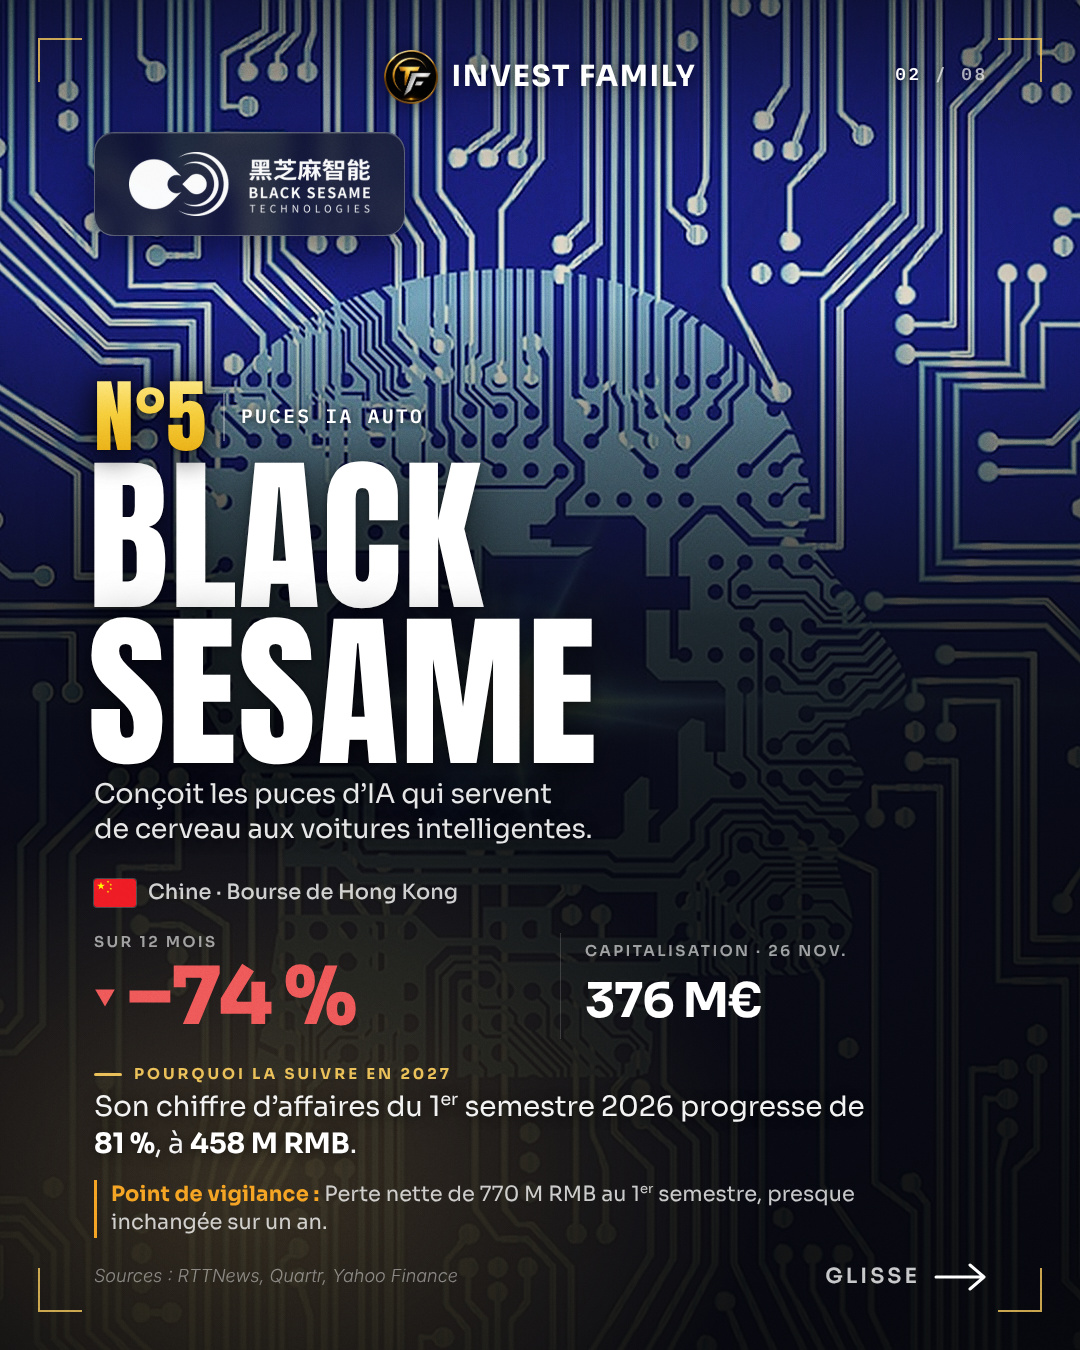 INVEST FAMILY
02 / 08
黑芝麻智能
BLACK SESAME
TECHNOLOGIES
N°5
PUCES IA AUTO
BLACK
SESAME
Conçoit les puces d’IA qui servent
de cerveau aux voitures intelligentes.
Chine · Bourse de Hong Kong
SUR 12 MOIS
▼ –74 %
CAPITALISATION · 26 NOV.
376 M€
POURQUOI LA SUIVRE EN 2027
Son chiffre d’affaires du 1er semestre 2026 progresse de
81 %, à 458 M RMB.
Point de vigilance : Perte nette de 770 M RMB au 1er semestre, presque
inchangée sur un an.
Sources : RTTNews, Quartr, Yahoo Finance
GLISSE